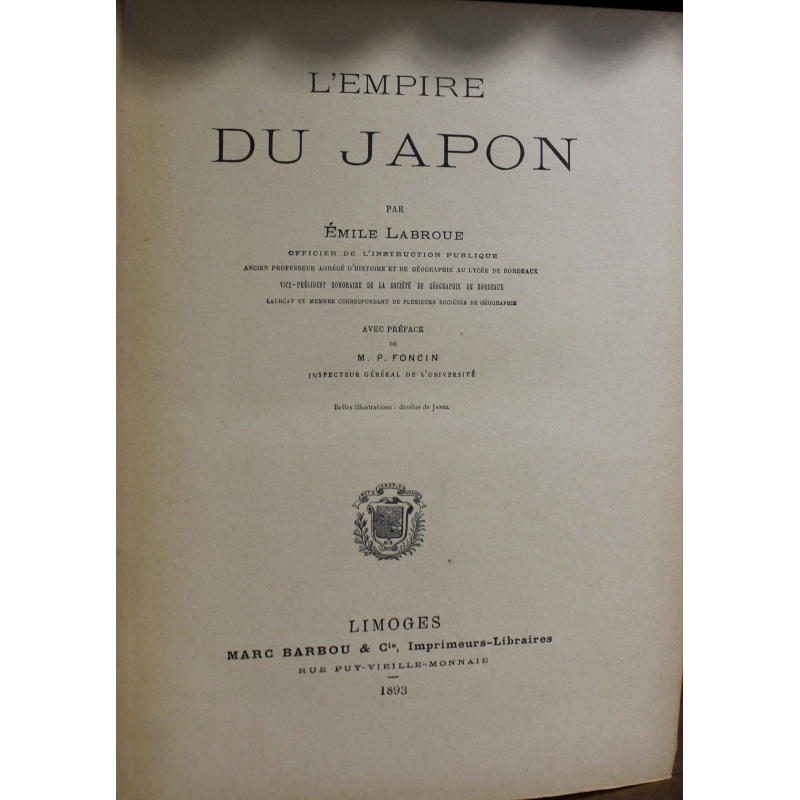 L'EMPIRE
DU JAPON
PAR
ÉMILE LABROUE
OFFICIER DE L'INSTRUCTION PUBLIQUE
ANCIEN PROFESSEUR AGRÉGÉ D'HISTOIRE ET DE GÉOGRAPHIE AU LYCÉE DE BORDEAUX
VICE-PRÉSIDENT HONORAIRE DE LA SOCIÉTÉ DE GÉOGRAPHIE DE BORDEAUX
LAURÉAT ET MEMBRE CORRESPONDANT DE PLUSIEURS SOCIÉTÉS DE GÉOGRAPHIE
AVEC PRÉFACE
DE
M. P. FONCIN
INSPECTEUR GÉNÉRAL DE L'UNIVERSITÉ
Belles illustrations : dessins de JANEL
LIMOGES
MARC BARBOU & Cie, Imprimeurs-Libraires
RUE PUY-VIEILLE-MONNAIE
1893